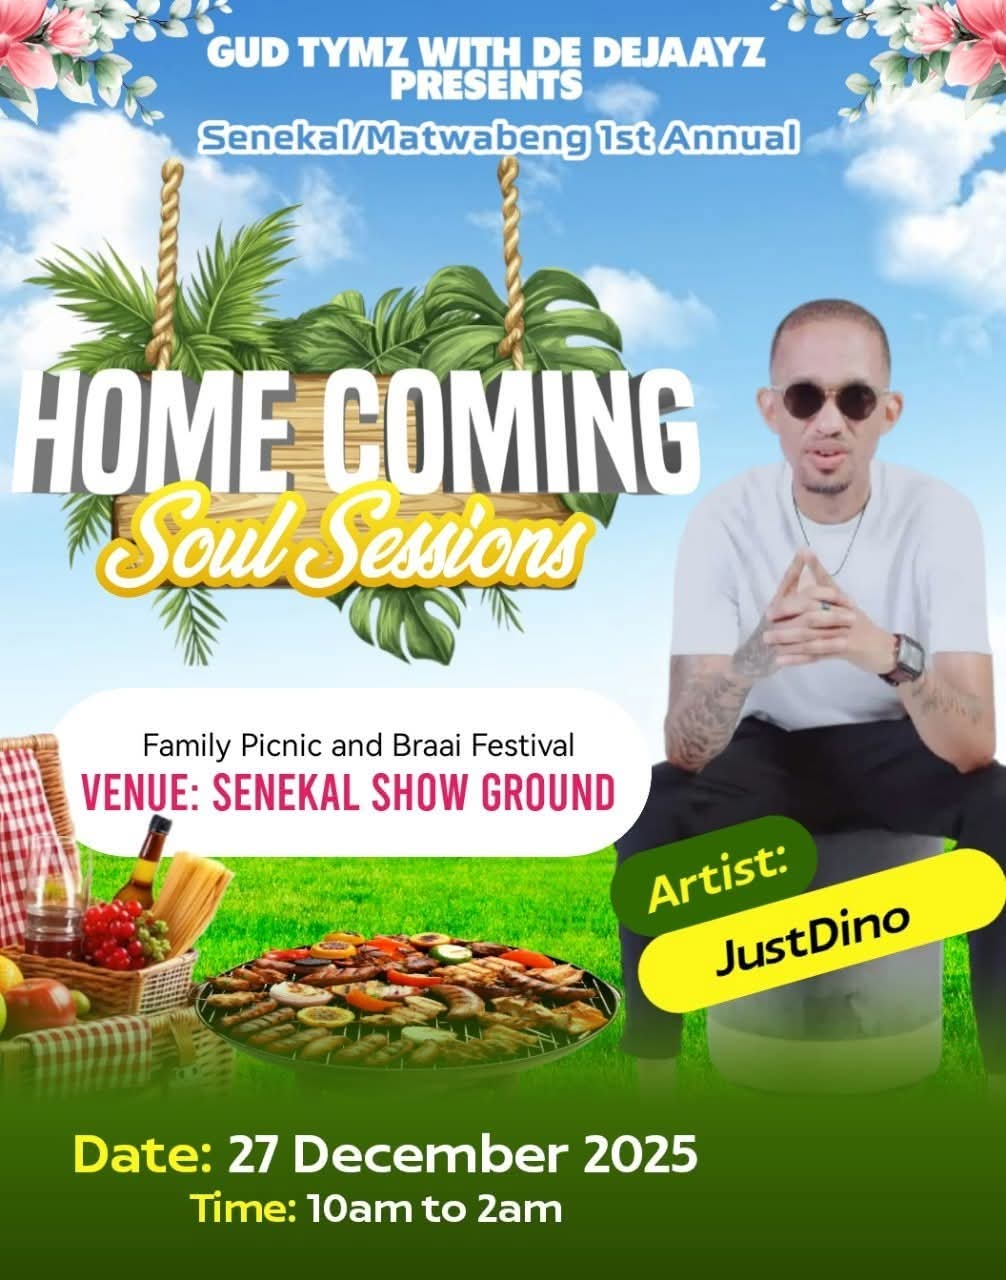 GUD TYMZ WITH DE DEJAAYZ
PRESENTS
Senekal/Matwabeng 1st Annual
HOME COMING
Soul Sessions
Family Picnic and Braai Festival
VENUE: SENEKAL SHOW GROUND
Artist:
JustDino
Date: 27 December 2025
Time: 10am to 2am